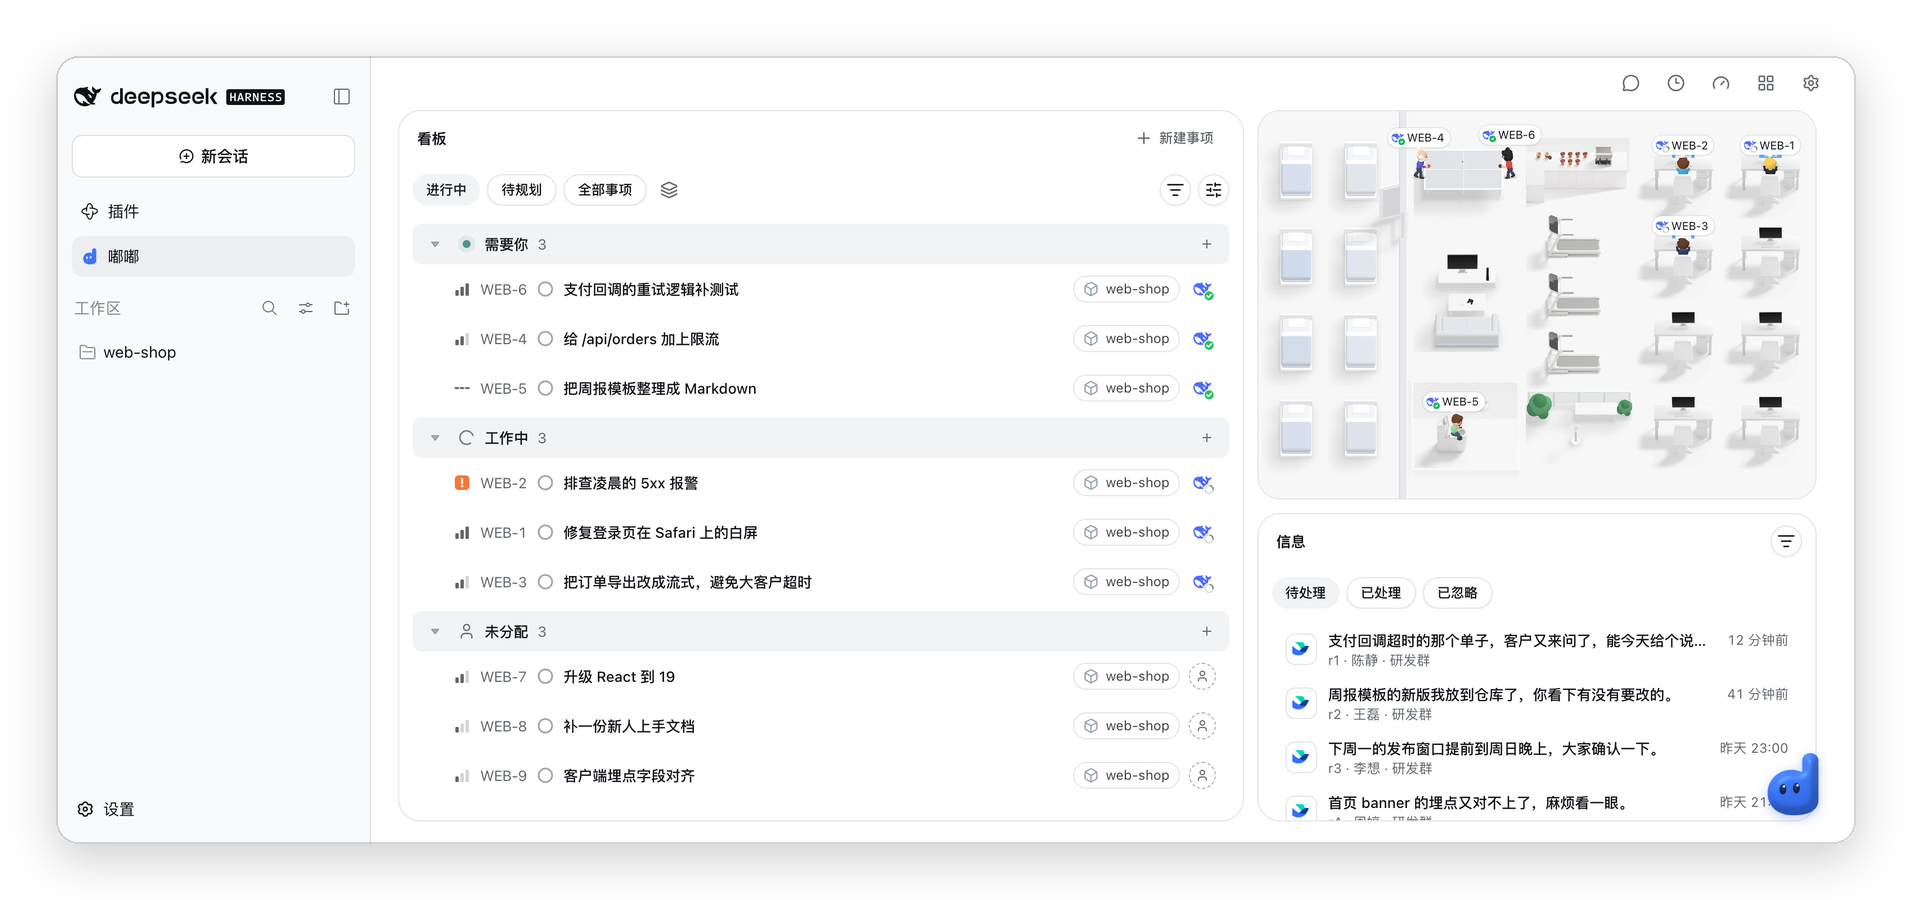 deepseek HARNESS
新会话
插件
嘟嘟
工作区
web-shop
设置
看板
新建事项
进行中 待规划 全部事项
需要你 3
WEB-6 支付回调的重试逻辑补测试 web-shop
WEB-4 给 /api/orders 加上限流 web-shop
WEB-5 把周报模板整理成 Markdown web-shop
工作中 3
WEB-2 排查凌晨的 5xx 报警 web-shop
WEB-1 修复登录页在 Safari 上的白屏 web-shop
WEB-3 把订单导出改成流式，避免大客户超时 web-shop
未分配 3
WEB-7 升级 React 到 19 web-shop
WEB-8 补一份新人上手文档 web-shop
WEB-9 客户端埋点字段对齐 web-shop
WEB-4
WEB-6
WEB-2
WEB-1
WEB-3
WEB-5
信息
待处理 已处理 已忽略
支付回调超时的那个单子，客户又来问了，能今天给个说... 12 分钟前
r1 · 陈静 · 研发群
周报模板的新版我放到仓库了，你看下有没有要改的。 41 分钟前
r2 · 王磊 · 研发群
下周一的发布窗口提前到周日晚上，大家确认一下。 昨天 23:00
r3 · 李想 · 研发群
首页 banner 的埋点又对不上了，麻烦看一眼。 昨天 21